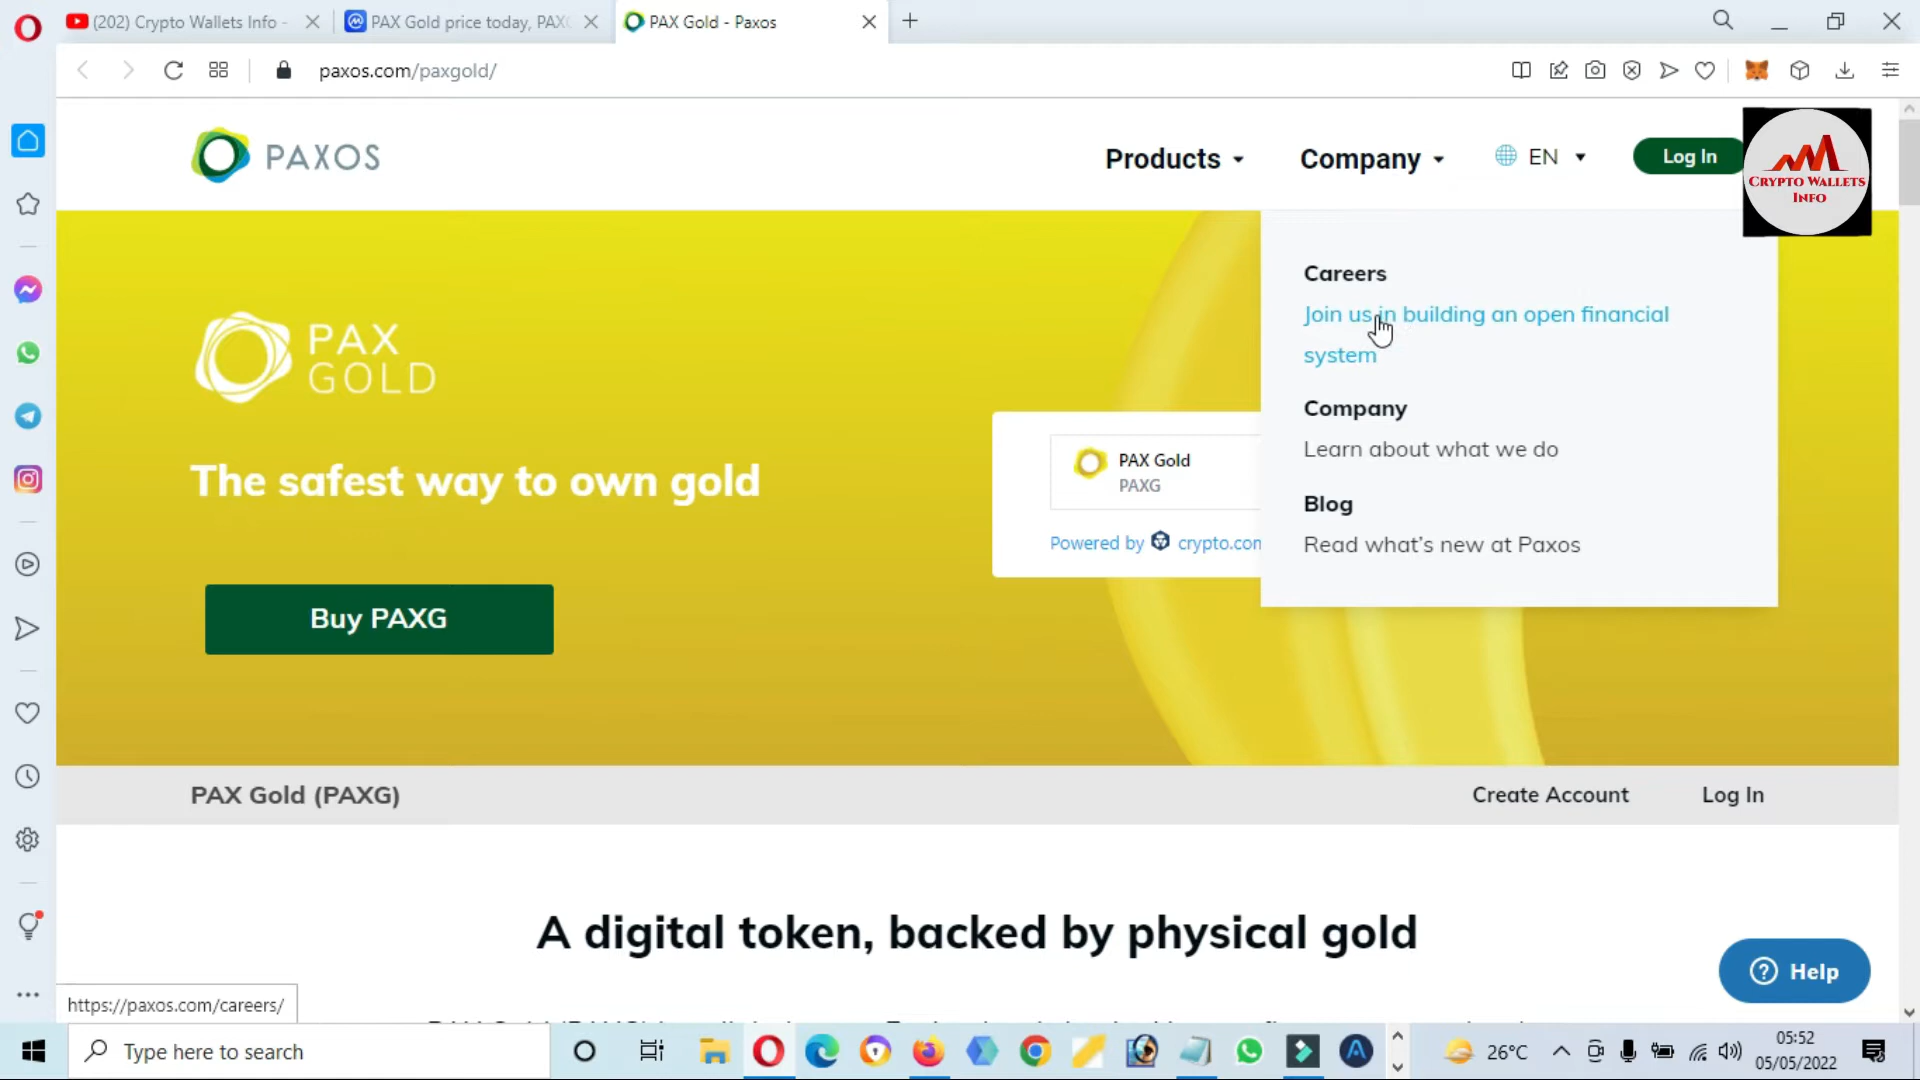 (202) Crypto Wallets Info -
PAX Gold price today, PAX
PAX Gold - Paxos
paxos.com/paxgold/
PAXOS
Products
Company
EN
Log In
CRYPTO WALLETS
INFO
Careers
Join us in building an open financial
system
Company
Learn about what we do
Blog
Read what's new at Paxos
PAX
GOLD
The safest way to own gold
PAX Gold
PAXG
Powered by crypto.com
Buy PAXG
PAX Gold (PAXG)
Create Account
Log In
A digital token, backed by physical gold
Help
https://paxos.com/careers/
Type here to search
26°C
05:52
05/05/2022